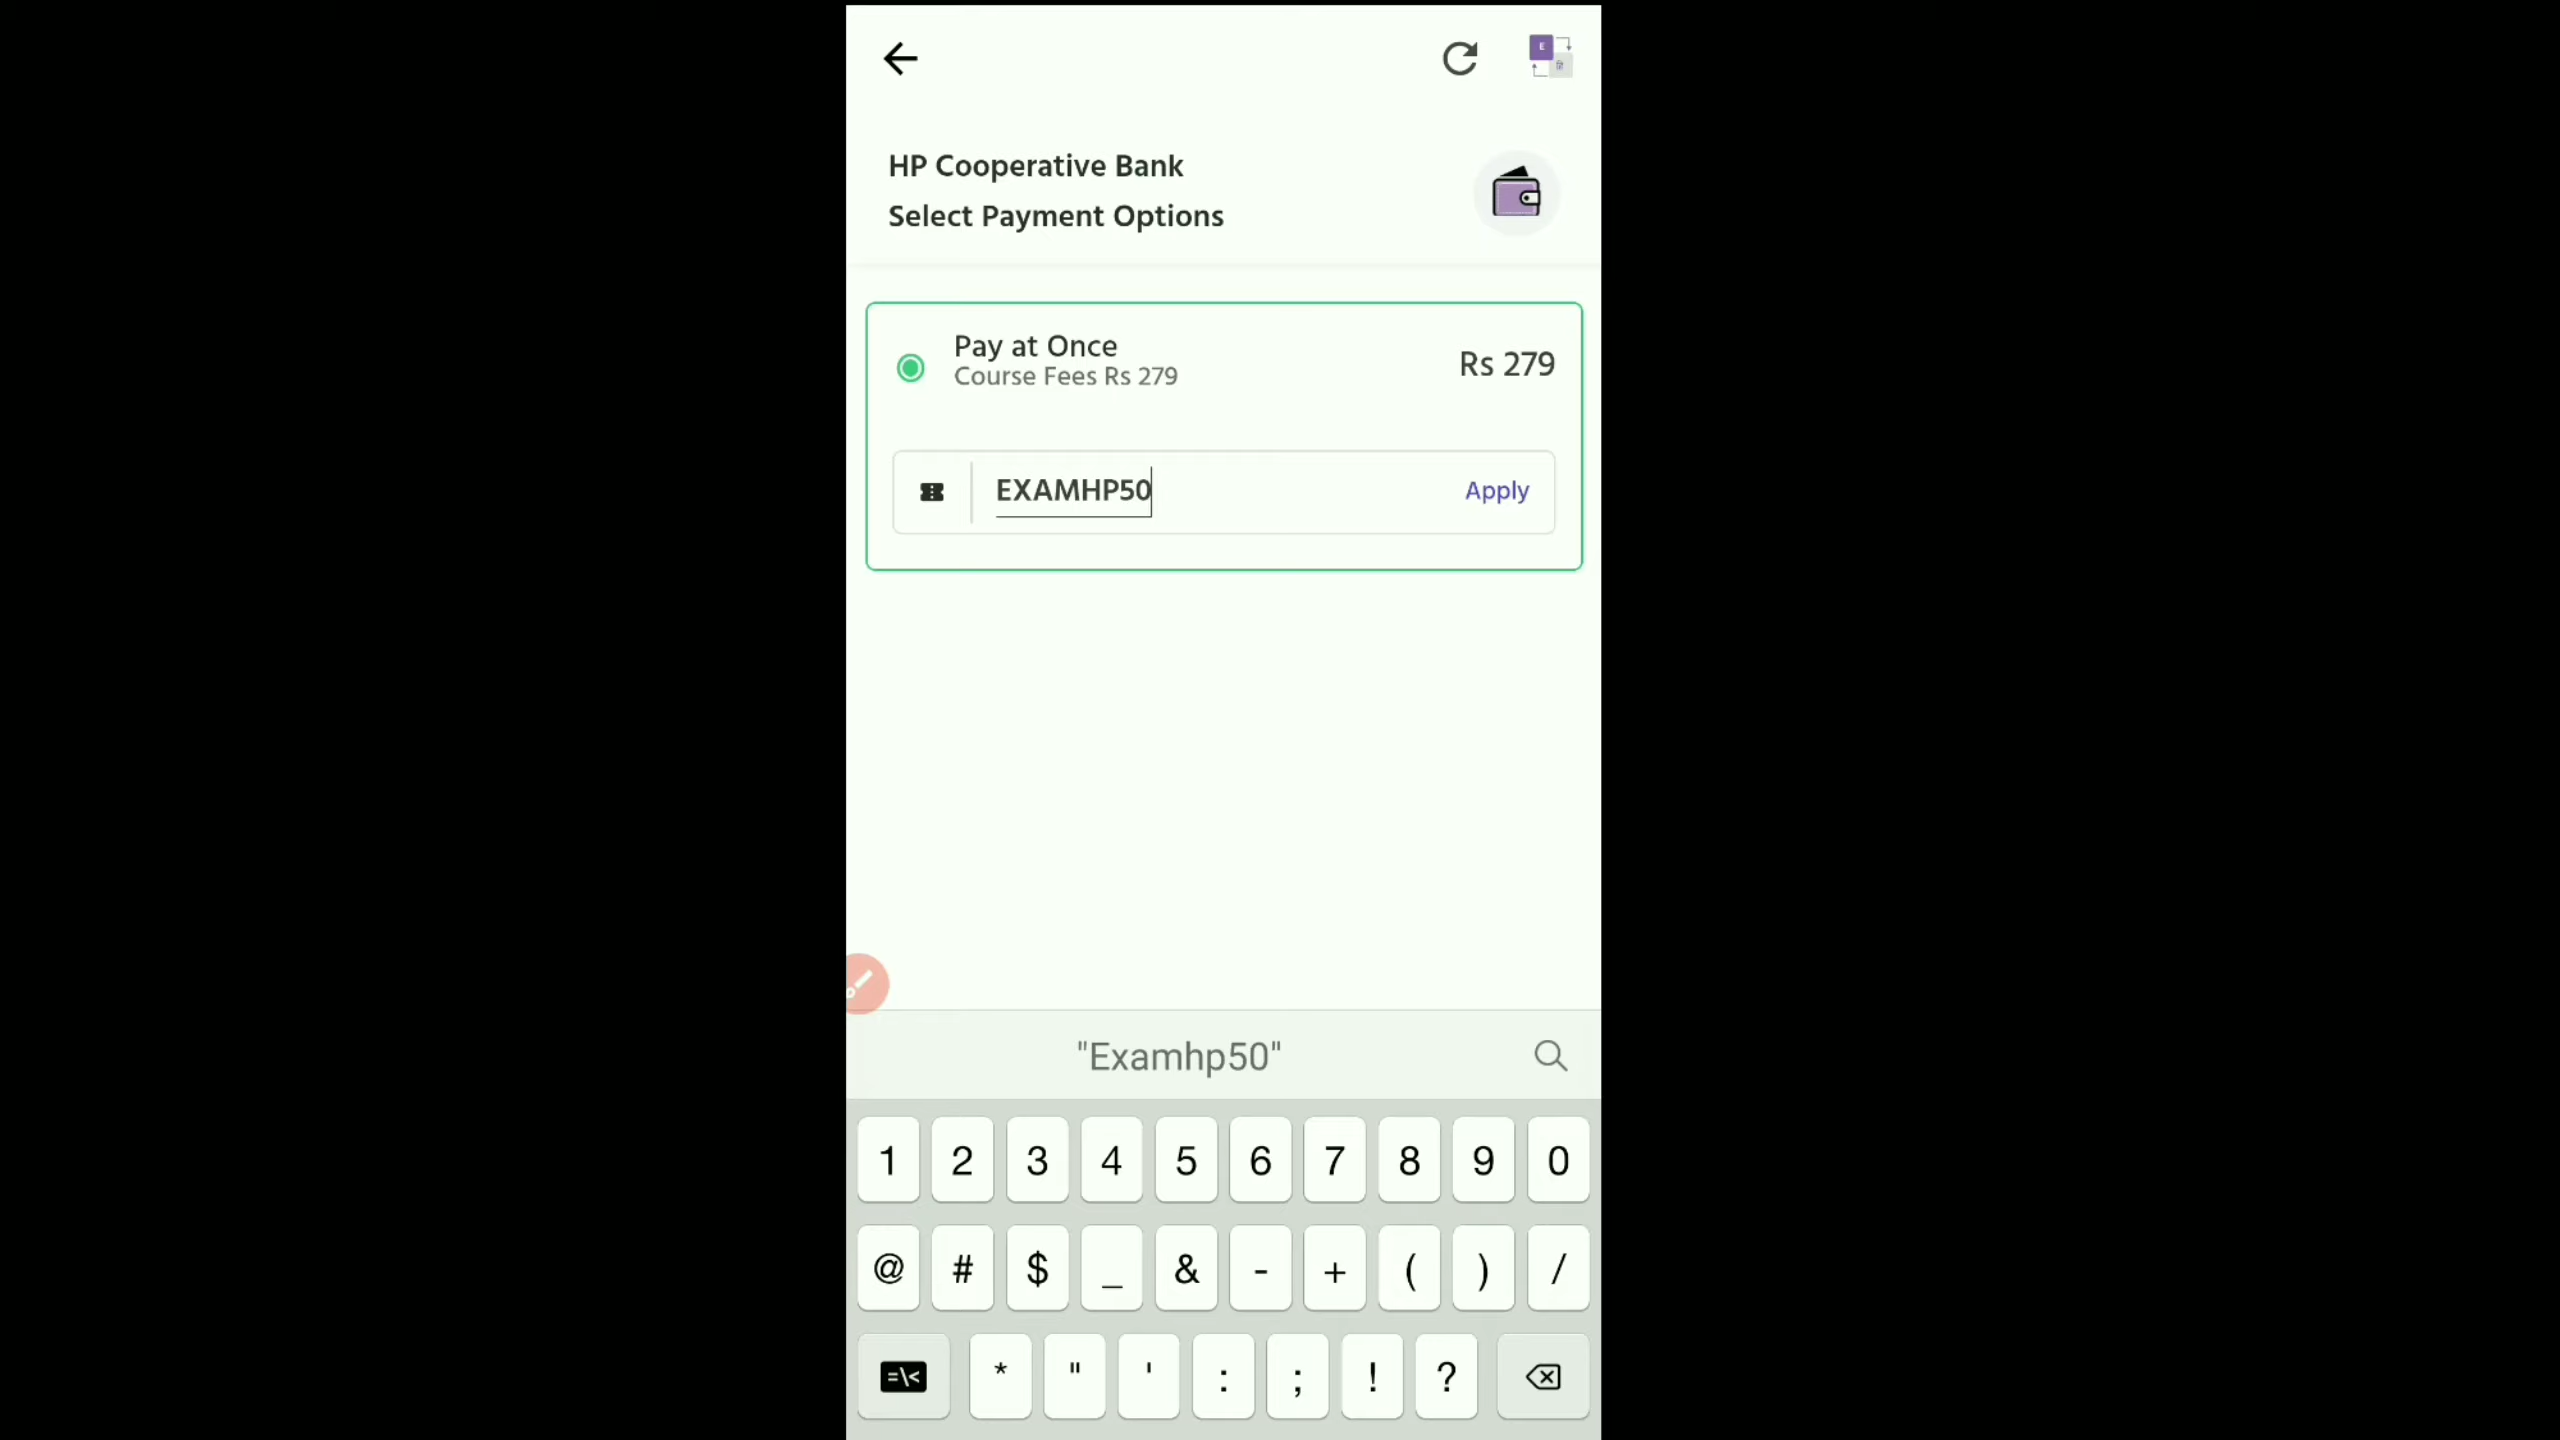 E
HP Cooperative Bank
Select Payment Options
Pay at Once
Course Fees Rs 279
Rs 279
EXAMHP50
Apply
"Examhp50"
1 2 3 4 5 6 7 8 9 0
@ # $ _ & - + ( ) /
=\< * " ' : ; ! ?